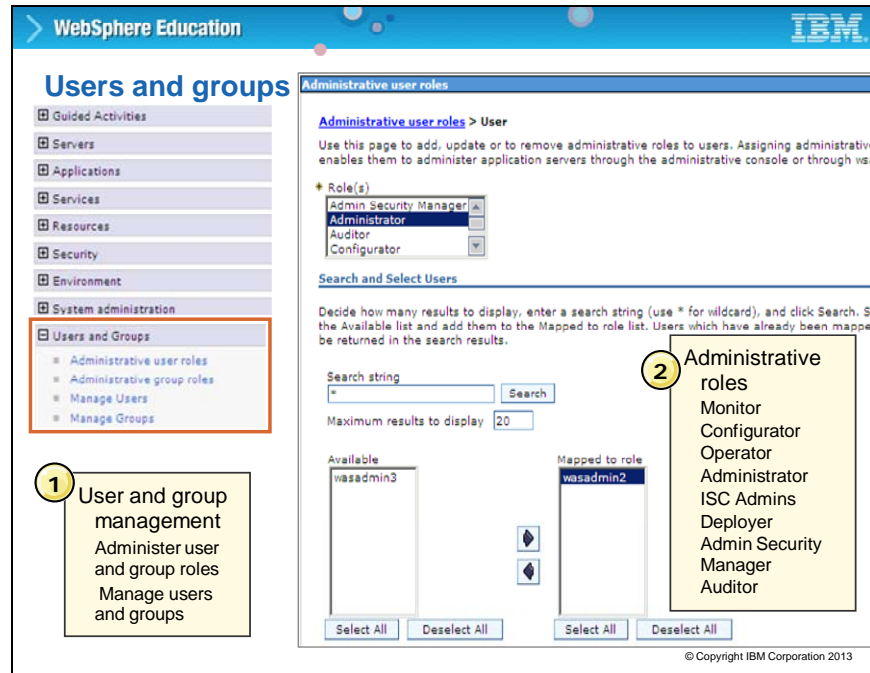 WebSphere Education
IBM.
Users and groups
Guided Activities
Servers
Applications
Services
Resources
Security
Environment
System administration
Users and Groups
Administrative user roles
Administrative group roles
Manage Users
Manage Groups
1
User and group
management
Administer user
and group roles
Manage users
and groups
Administrative user roles
Administrative user roles > User
Use this page to add, update or to remove administrative roles to users. Assigning administrativ
enables them to administer application servers through the administrative console or through ws
Role(s)
Admin Security Manager
Administrator
Auditor
Configurator
Search and Select Users
Decide how many results to display, enter a search string (use * for wildcard), and click Search. S
the Available list and add them to the Mapped to role list. Users which have already been mappe
be returned in the search results.
Search string
*
Search
Maximum results to display 20
Available
wasadmin3
Mapped to role
wasadmin2
Select All
Deselect All
Select All
Deselect All
2
Administrative
roles
Monitor
Configurator
Operator
Administrator
ISC Admins
Deployer
Admin Security
Manager
Auditor
© Copyright IBM Corporation 2013